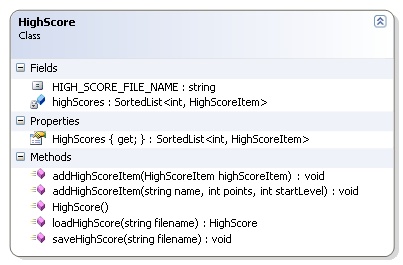 HighScore
Class
Fields
HIGH_SCORE_FILE_NAME : string
highScores : SortedList<int, HighScoreItem>
Properties
HighScores { get; } : SortedList<int, HighScoreItem>
Methods
addHighScoreItem(HighScoreItem highScoreItem) : void
addHighScoreItem(string name, int points, int startLevel) : void
HighScore()
loadHighScore(string filename) : HighScore
saveHighScore(string filename) : void